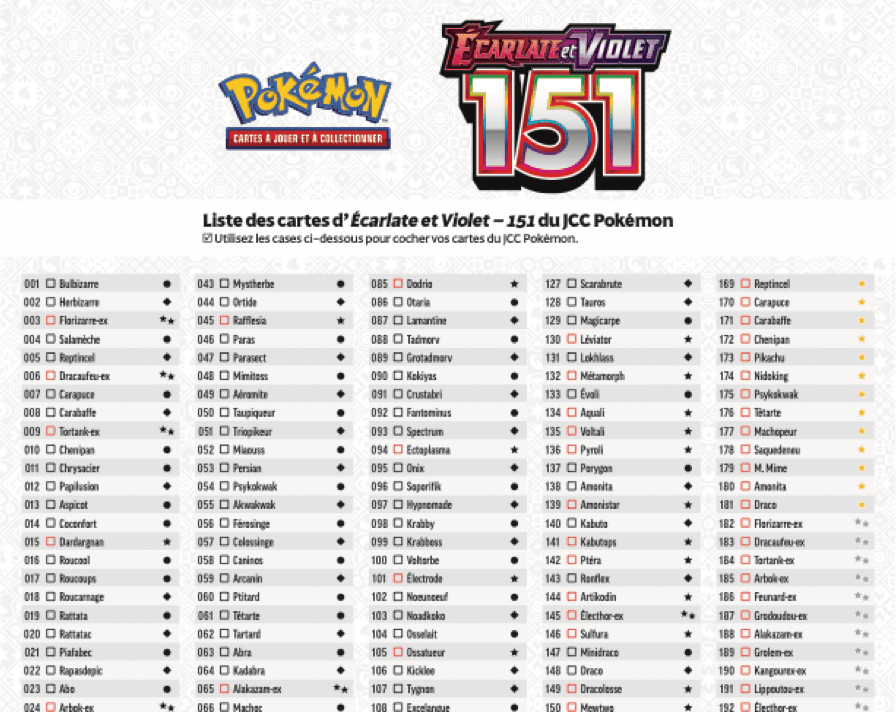 ÉCARLATE et VIOLET
151
POKÉMON
CARTES À JOUER ET À COLLECTIONNER
Liste des cartes d’Écarlate et Violet – 151 du JCC Pokémon
☑ Utilisez les cases ci-dessous pour cocher vos cartes du JCC Pokémon.
001 ☐ Bulbizarre ●
002 ☐ Herbizarre ◆
003 ☐ Florizarre-ex ★★
004 ☐ Salamèche ●
005 ☐ Reptincel ◆
006 ☐ Dracaufeu-ex ★★
007 ☐ Carapuce ●
008 ☐ Carabaffe ◆
009 ☐ Tortank-ex ★★
010 ☐ Chenipan ●
011 ☐ Chrysacier ●
012 ☐ Papilusion ◆
013 ☐ Aspicot ●
014 ☐ Coconfort ●
015 ☐ Dardargnan ★
016 ☐ Roucool ●
017 ☐ Roucoups ●
018 ☐ Roucarnage ◆
019 ☐ Rattata ●
020 ☐ Rattatac ◆
021 ☐ Piafabec ●
022 ☐ Rapasdepic ◆
023 ☐ Abo ●
024 ☐ Arbok-ex ★★
043 ☐ Mystherbe ●
044 ☐ Ortide ◆
045 ☐ Rafflesia ★
046 ☐ Paras ●
047 ☐ Parasect ◆
048 ☐ Mimitoss ●
049 ☐ Aéromite ◆
050 ☐ Taupiqueur ●
051 ☐ Triopikeur ◆
052 ☐ Miaouss ●
053 ☐ Persian ◆
054 ☐ Psykokwak ●
055 ☐ Akwakwak ◆
056 ☐ Férosinge ●
057 ☐ Colossinge ◆
058 ☐ Caninos ●
059 ☐ Arcanin ◆
060 ☐ Ptitard ●
061 ☐ Têtarte ●
062 ☐ Tartard ◆
063 ☐ Abra ●
064 ☐ Kadabra ◆
065 ☐ Alakazam-ex ★★
066 ☐ Machoc ●
085 ☐ Dodrio ★
086 ☐ Otaria ●
087 ☐ Lamantine ◆
088 ☐ Tadmorv ●
089 ☐ Grotadmorv ◆
090 ☐ Kokiyas ●
091 ☐ Crustabri ◆
092 ☐ Fantominus ●
093 ☐ Spectrum ◆
094 ☐ Ectoplasma ★
095 ☐ Onix ◆
096 ☐ Soporifik ●
097 ☐ Hypnomade ◆
098 ☐ Krabby ●
099 ☐ Krabboss ◆
100 ☐ Voltorbe ●
101 ☐ Électrode ★
102 ☐ Noeunoeuf ●
103 ☐ Noadkoko ◆
104 ☐ Osselait ●
105 ☐ Ossatueur ★
106 ☐ Kicklee ◆
107 ☐ Tygnon ◆
108 ☐ Excelangue ●
127 ☐ Scarabrute ◆
128 ☐ Tauros ◆
129 ☐ Magicarpe ●
130 ☐ Léviator ★
131 ☐ Lokhlass ◆
132 ☐ Métamorph ★
133 ☐ Évoli ●
134 ☐ Aquali ★
135 ☐ Voltali ★
136 ☐ Pyroli ★
137 ☐ Porygon ●
138 ☐ Amonita ◆
139 ☐ Amonistar ★
140 ☐ Kabuto ◆
141 ☐ Kabutops ★
142 ☐ Ptéra ★
143 ☐ Ronflex ◆
144 ☐ Artikodin ★
145 ☐ Électhor-ex ★★
146 ☐ Sulfura ★
147 ☐ Minidraco ●
148 ☐ Draco ◆
149 ☐ Dracolosse ★
150 ☐ Mewtwo ★
169 ☐ Reptincel ★
170 ☐ Carapuce ★
171 ☐ Carabaffe ★
172 ☐ Chenipan ★
173 ☐ Pikachu ★
174 ☐ Nidoking ★
175 ☐ Psykokwak ★
176 ☐ Têtarte ★
177 ☐ Machopeur ★
178 ☐ Saquedeneu ★
179 ☐ M. Mime ★
180 ☐ Amonita ★
181 ☐ Draco ★
182 ☐ Florizarre-ex ★★
183 ☐ Dracaufeu-ex ★★
184 ☐ Tortank-ex ★★
185 ☐ Arbok-ex ★★
186 ☐ Feunard-ex ★★
187 ☐ Grodoudou-ex ★★
188 ☐ Alakazam-ex ★★
189 ☐ Grolem-ex ★★
190 ☐ Kangourex-ex ★★
191 ☐ Lippoutou-ex ★★
192 ☐ Électhor-ex ★★